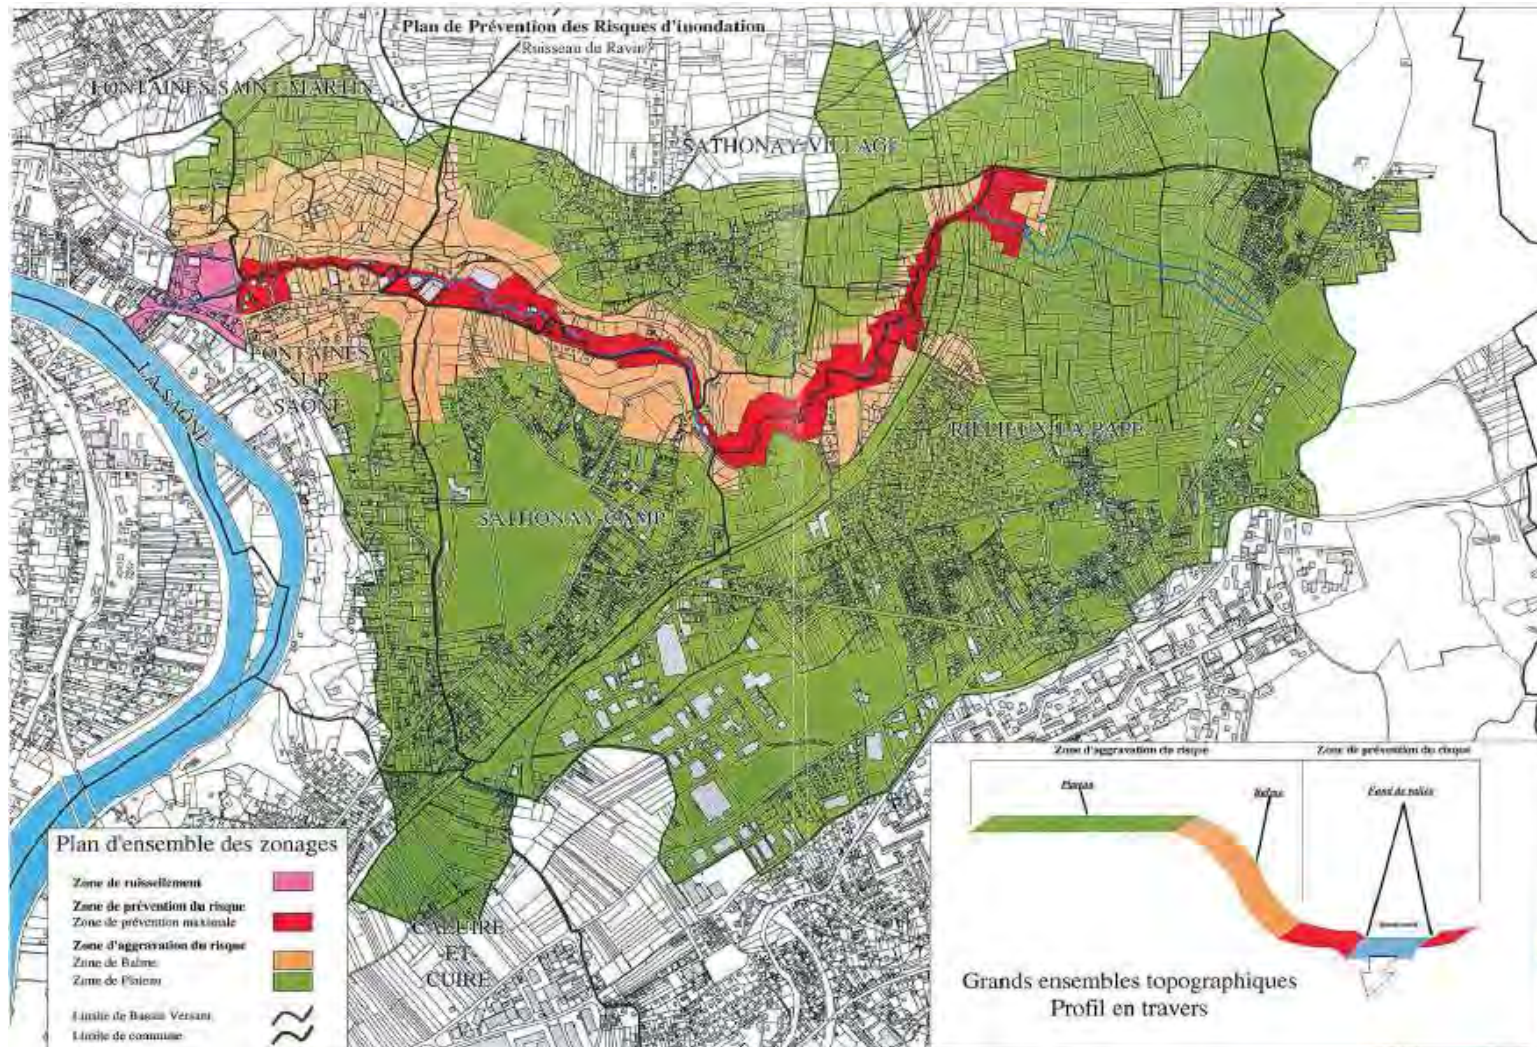 Plan de Prévention des Risques d'inondation
Ruisseau du Ravin
FONTAINES SAINT MARTIN
SATHONAY VILLAGE
LA SAÔNE
FONTAINES
SUR
SAÔNE
RILLIEUX LA PAPE
SATHONAY CAMP
CALUIRE
ET
CUIRE
Plan d'ensemble des zonages
Zone de ruissellement
Zone de prévention du risque
Zone de prévention maximale
Zone d'aggravation du risque
Zone de Balme
Zone de Plateau
Limite de Bassin Versant
Limite de commune
Zone d'aggravation du risque
Zone de prévention du risque
Plateau
Balme
Fond de vallée
Grands ensembles topographiques
Profil en travers